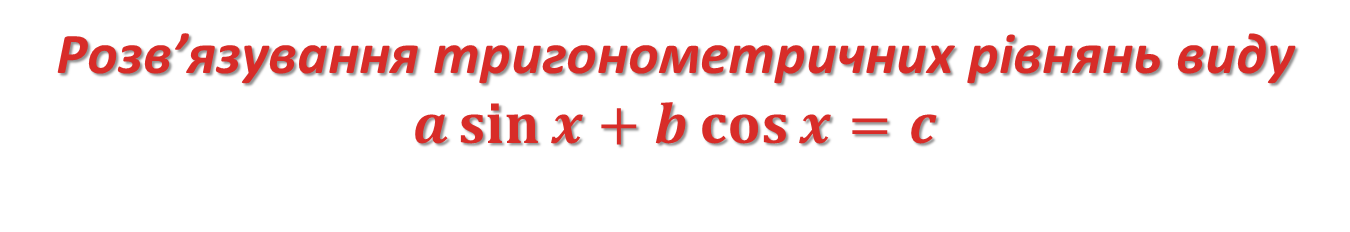 Розв’язування тригонометричних рівнянь виду
a sin x + b cos x = c